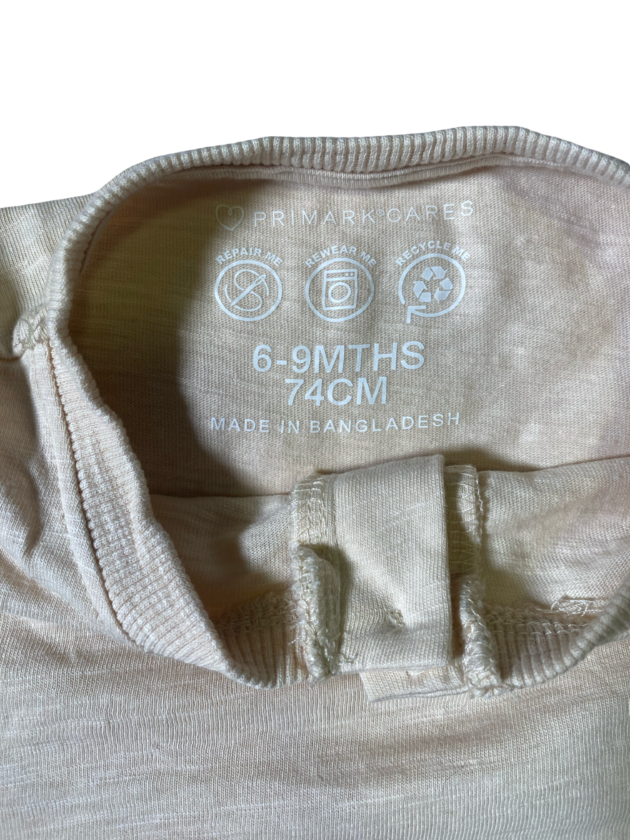 PRIMARK® CARES
REPAIR ME REWEAR ME RECYCLE ME
6-9MTHS
74CM
MADE IN BANGLADESH